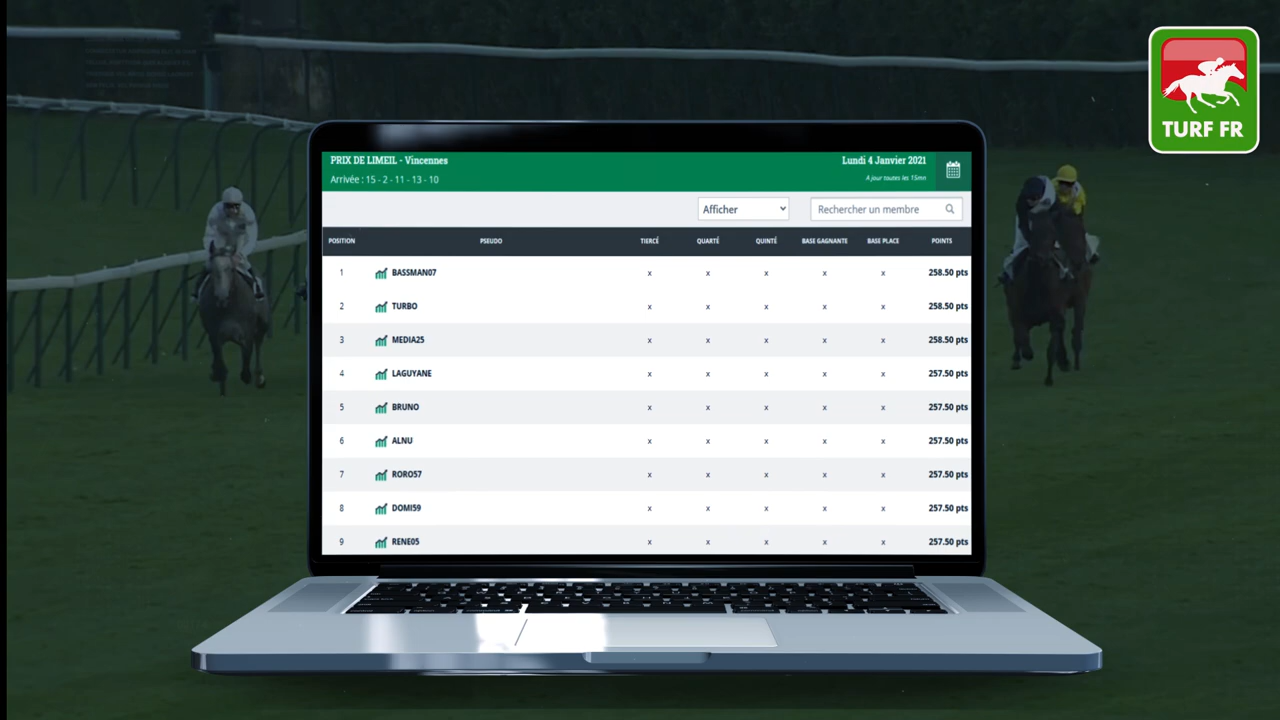 TURF FR
PRIX DE LIMEIL - Vincennes
Lundi 4 Janvier 2021
Arrivée : 15 - 2 - 11 - 13 - 10
A jour toutes les 15mn
Afficher
Rechercher un membre
POSITION PSEUDO TIERCÉ QUARTÉ QUINTÉ BASE GAGNANTE BASE PLACE POINTS
1 BASSMAN07 x x x x x 258.50 pts
2 TURBO x x x x x 258.50 pts
3 MEDIA25 x x x x x 258.50 pts
4 LAGUYANE x x x x x 257.50 pts
5 BRUNO x x x x x 257.50 pts
6 ALNU x x x x x 257.50 pts
7 RORO57 x x x x x 257.50 pts
8 DOMI59 x x x x x 257.50 pts
9 RENE05 x x x x x 257.50 pts